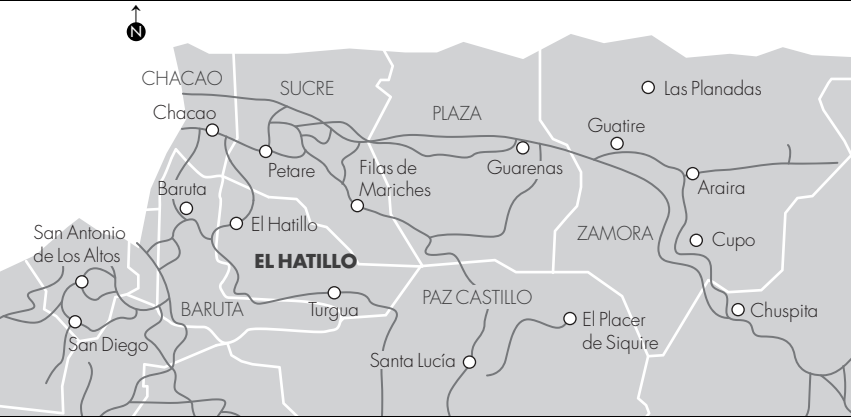 N
CHACAO
SUCRE
Las Planadas
Chacao
PLAZA
Guatire
Petare
Filas de
Mariches
Guarenas
Araira
Baruta
El Hatillo
San Antonio
de Los Altos
ZAMORA
Cupo
EL HATILLO
BARUTA
Turgua
PAZ CASTILLO
Chuspita
El Placer
de Siquire
San Diego
Santa Lucía